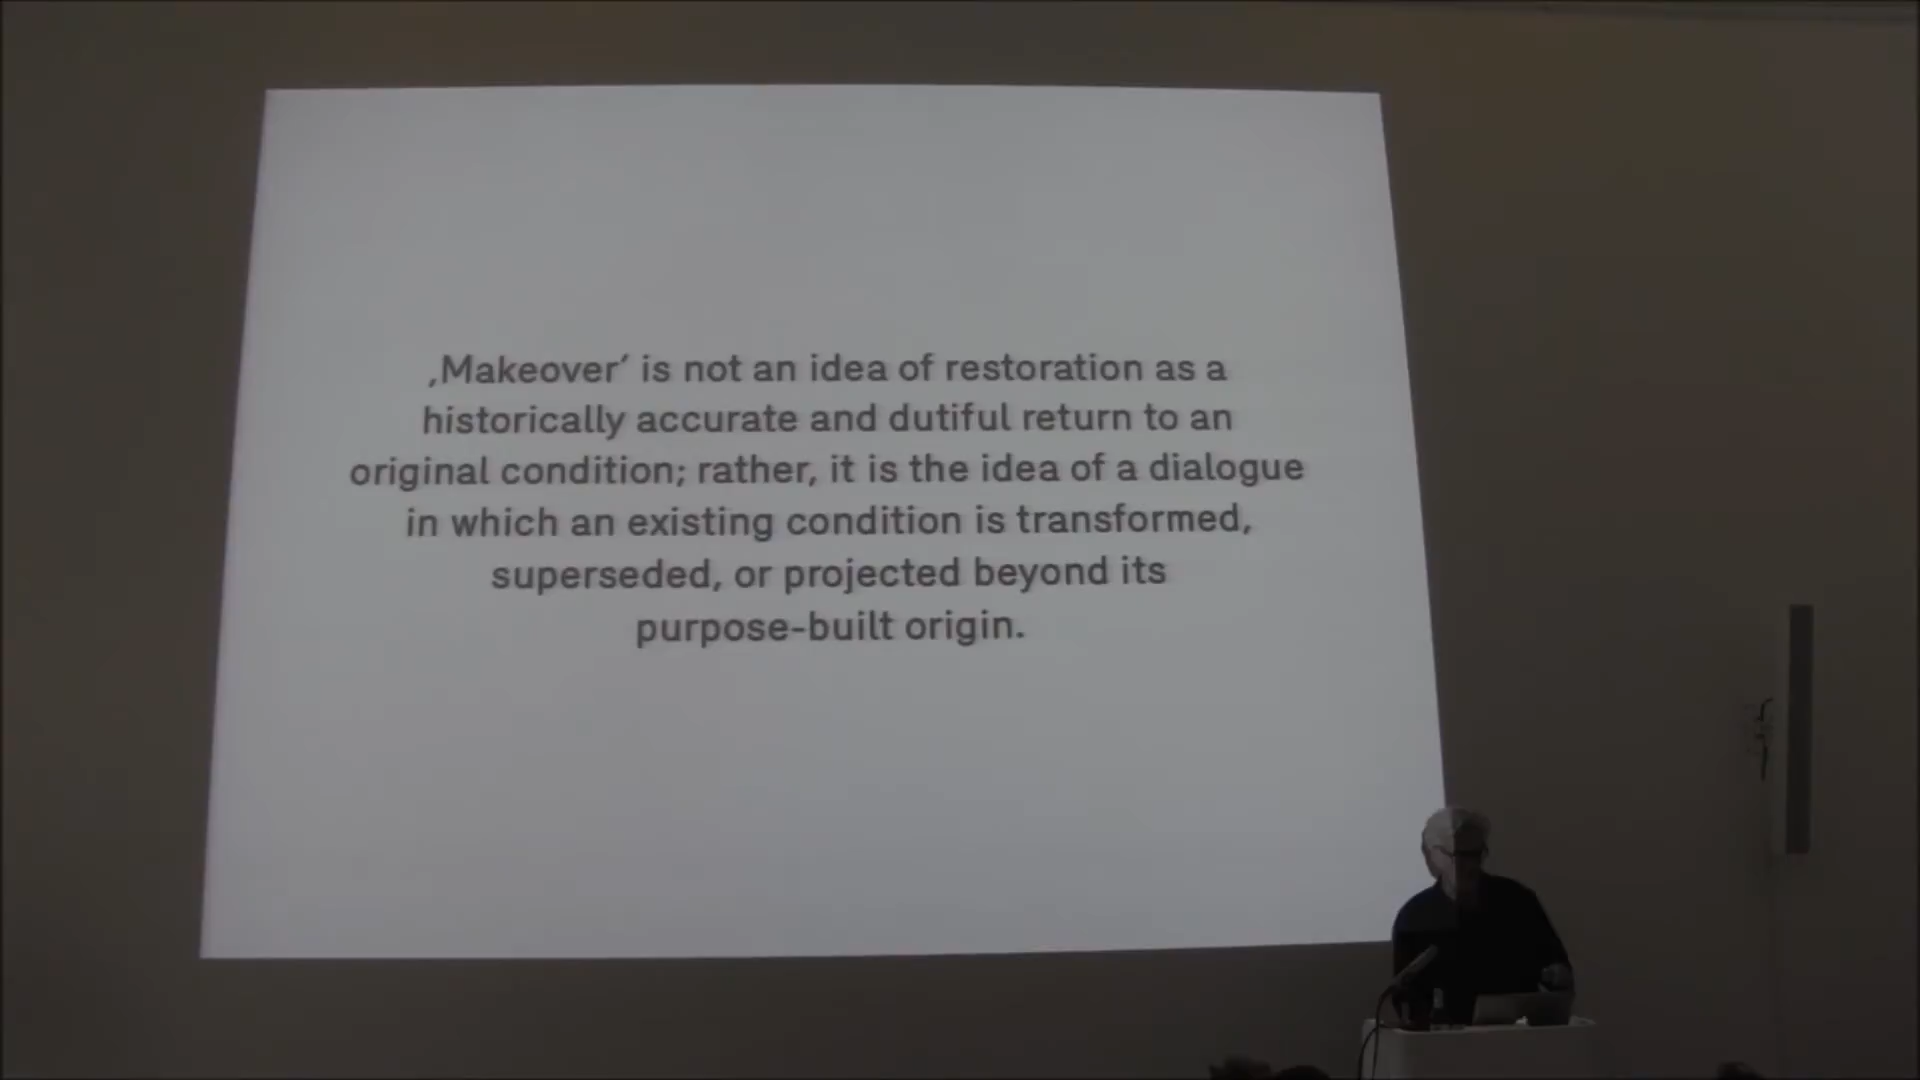 ‚Makeover’ is not an idea of restoration as a
historically accurate and dutiful return to an
original condition; rather, it is the idea of a dialogue
in which an existing condition is transformed,
superseded, or projected beyond its
purpose-built origin.